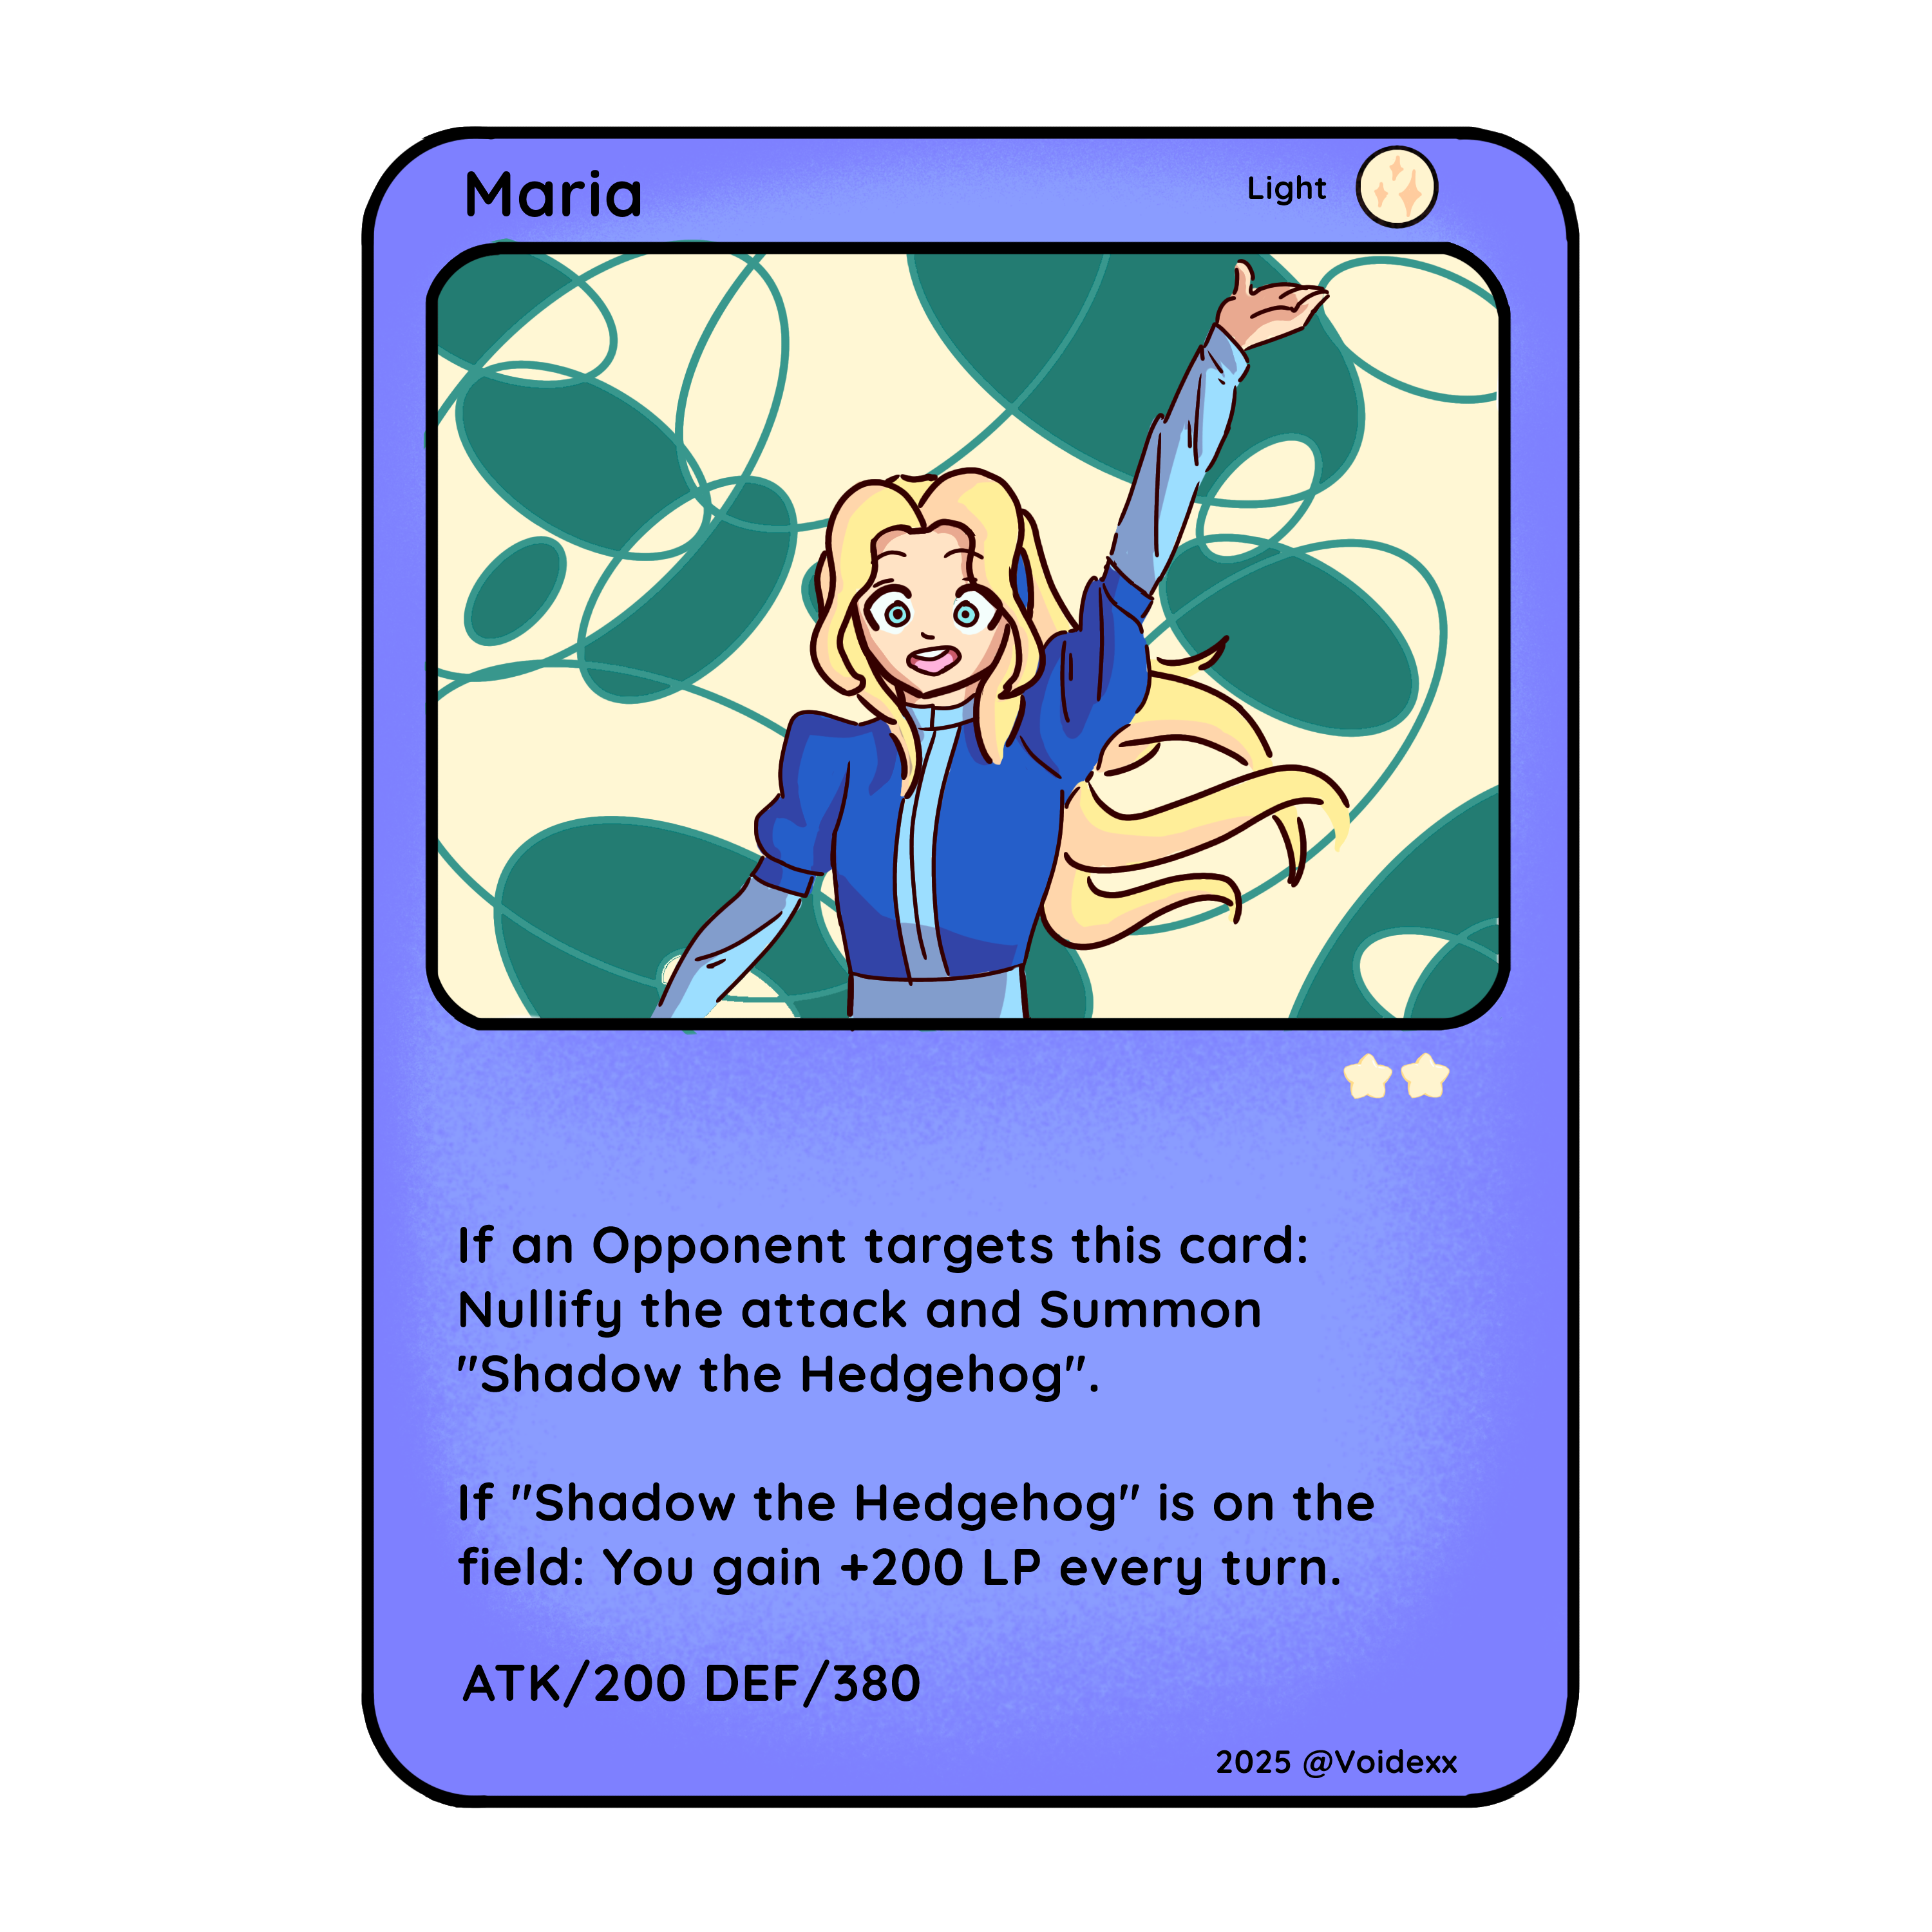 Maria
Light
If an Opponent targets this card:
Nullify the attack and Summon
"Shadow the Hedgehog".
If "Shadow the Hedgehog" is on the
field: You gain +200 LP every turn.
ATK/200 DEF/380
2025 @Voidexx